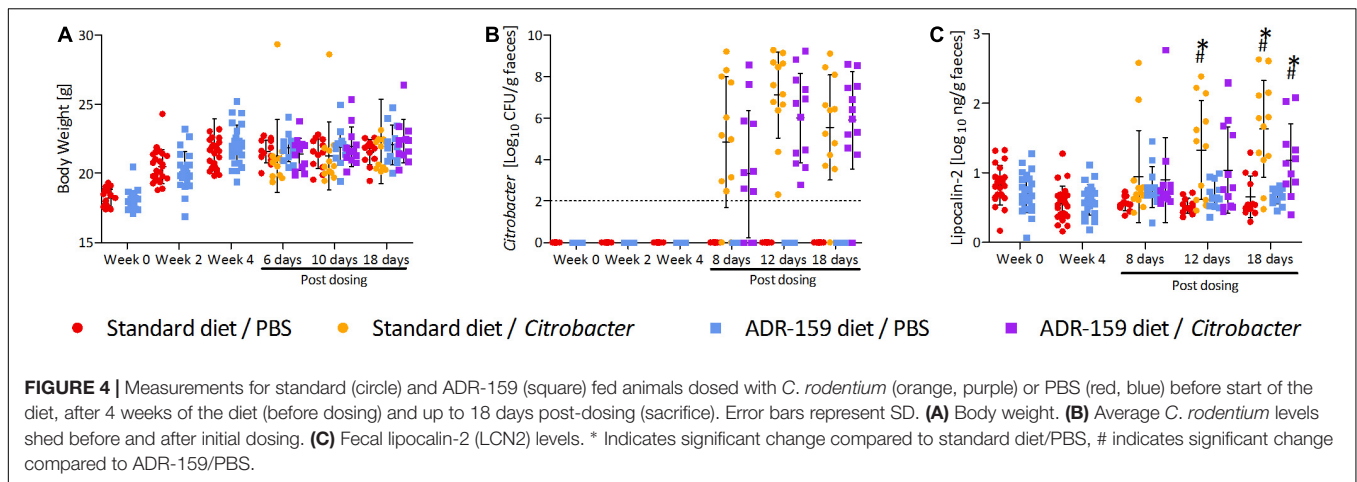 A
Body Weight [g]
30
25
20
15
Week 0 Week 2 Week 4 6 days 10 days 18 days
Post dosing
B
Citrobacter [Log10 CFU/g faeces]
10
8
6
4
2
0
Week 0 Week 2 Week 4 8 days 12 days 18 days
Post dosing
C
Lipocalin-2 [Log10 ng/g faeces]
3
2
1
0
* # * # * #
Week 0 Week 4 8 days 12 days 18 days
Post dosing
Standard diet / PBS Standard diet / Citrobacter ADR-159 diet / PBS ADR-159 diet / Citrobacter
FIGURE 4 | Measurements for standard (circle) and ADR-159 (square) fed animals dosed with C. rodentium (orange, purple) or PBS (red, blue) before start of the
diet, after 4 weeks of the diet (before dosing) and up to 18 days post-dosing (sacrifice). Error bars represent SD. (A) Body weight. (B) Average C. rodentium levels
shed before and after initial dosing. (C) Fecal lipocalin-2 (LCN2) levels. * Indicates significant change compared to standard diet/PBS, # indicates significant change
compared to ADR-159/PBS.